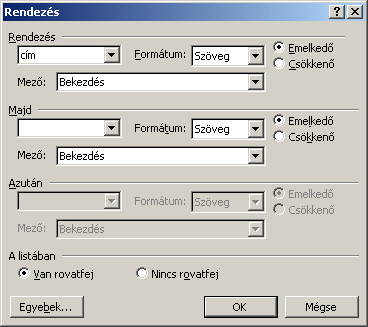 Rendezés
Rendezés
cím Formátum: Szöveg Emelkedő
Csökkenő
Mező: Bekezdés
Majd
Formátum: Szöveg Emelkedő
Csökkenő
Mező: Bekezdés
Azután
Formátum: Szöveg Emelkedő
Csökkenő
Mező: Bekezdés
A listában
Van rovatfej Nincs rovatfej
Egyebek... OK Mégse